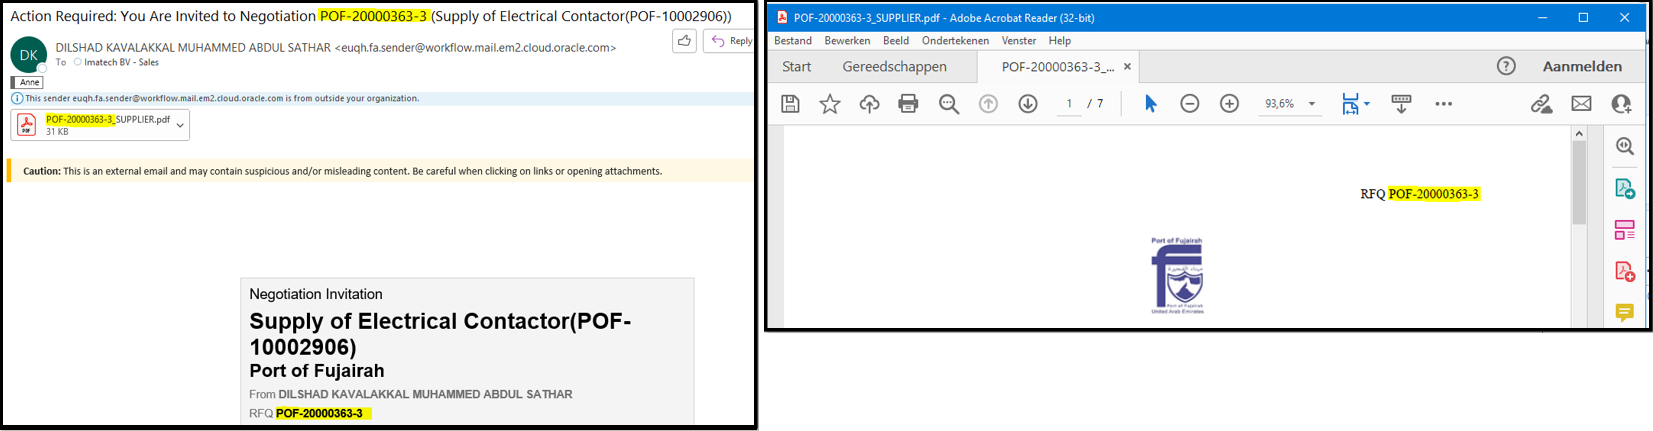 Action Required: You Are Invited to Negotiation POF-20000363-3 (Supply of Electrical Contactor(POF-10002906))
DK
DILSHAD KAVALAKKAL MUHAMMED ABDUL SATHAR <euqh.fa.sender@workflow.mail.em2.cloud.oracle.com>
To Imatech BV - Sales
Reply
Anne
This sender euqh.fa.sender@workflow.mail.em2.cloud.oracle.com is from outside your organization.
PDF
POF-20000363-3_SUPPLIER.pdf
31 KB
Caution: This is an external email and may contain suspicious and/or misleading content. Be careful when clicking on links or opening attachments.
Negotiation Invitation
Supply of Electrical Contactor(POF-
10002906)
Port of Fujairah
From DILSHAD KAVALAKKAL MUHAMMED ABDUL SATHAR
RFQ POF-20000363-3
POF-20000363-3_SUPPLIER.pdf - Adobe Acrobat Reader (32-bit)
Bestand Bewerken Beeld Ondertekenen Venster Help
Start Gereedschappen POF-20000363-3_... × Aanmelden
1 / 7 93,6%
RFQ POF-20000363-3
Port of Fujairah
ميناء الفجيرة
Port of Fujairah
United Arab Emirates